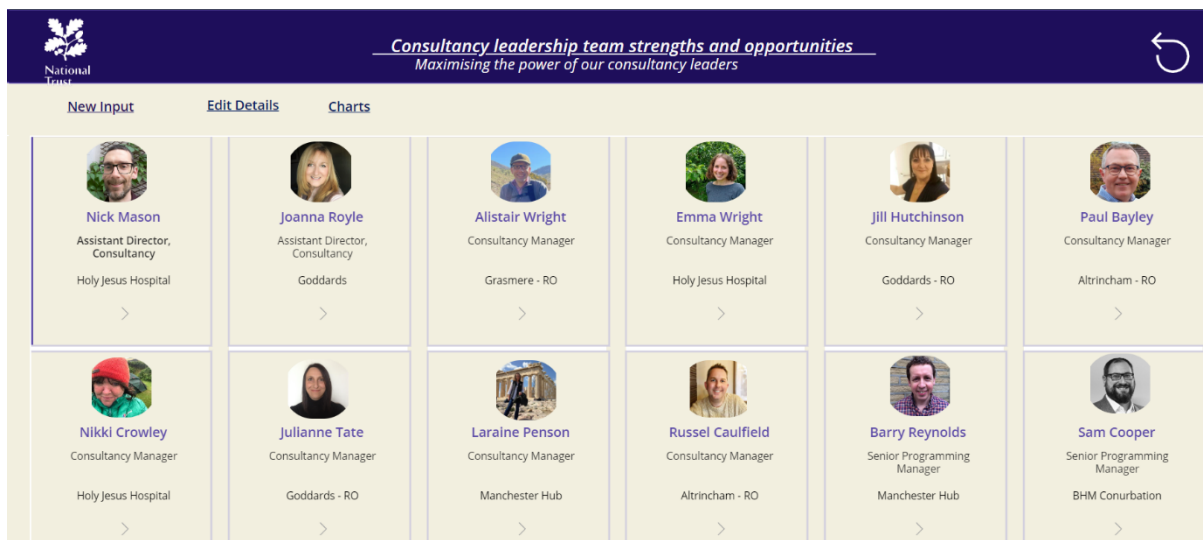 National
Trust
Consultancy leadership team strengths and opportunities
Maximising the power of our consultancy leaders
New Input
Edit Details
Charts
Nick Mason
Assistant Director,
Consultancy
Holy Jesus Hospital
Joanna Royle
Assistant Director,
Consultancy
Goddards
Alistair Wright
Consultancy Manager
Grasmere - RO
Emma Wright
Consultancy Manager
Holy Jesus Hospital
Jill Hutchinson
Consultancy Manager
Goddards - RO
Paul Bayley
Consultancy Manager
Altrincham - RO
Nikki Crowley
Consultancy Manager
Holy Jesus Hospital
Julianne Tate
Consultancy Manager
Goddards - RO
Laraine Penson
Consultancy Manager
Manchester Hub
Russel Caulfield
Consultancy Manager
Altrincham - RO
Barry Reynolds
Senior Programming
Manager
Manchester Hub
Sam Cooper
Senior Programming
Manager
BHM Conurbation